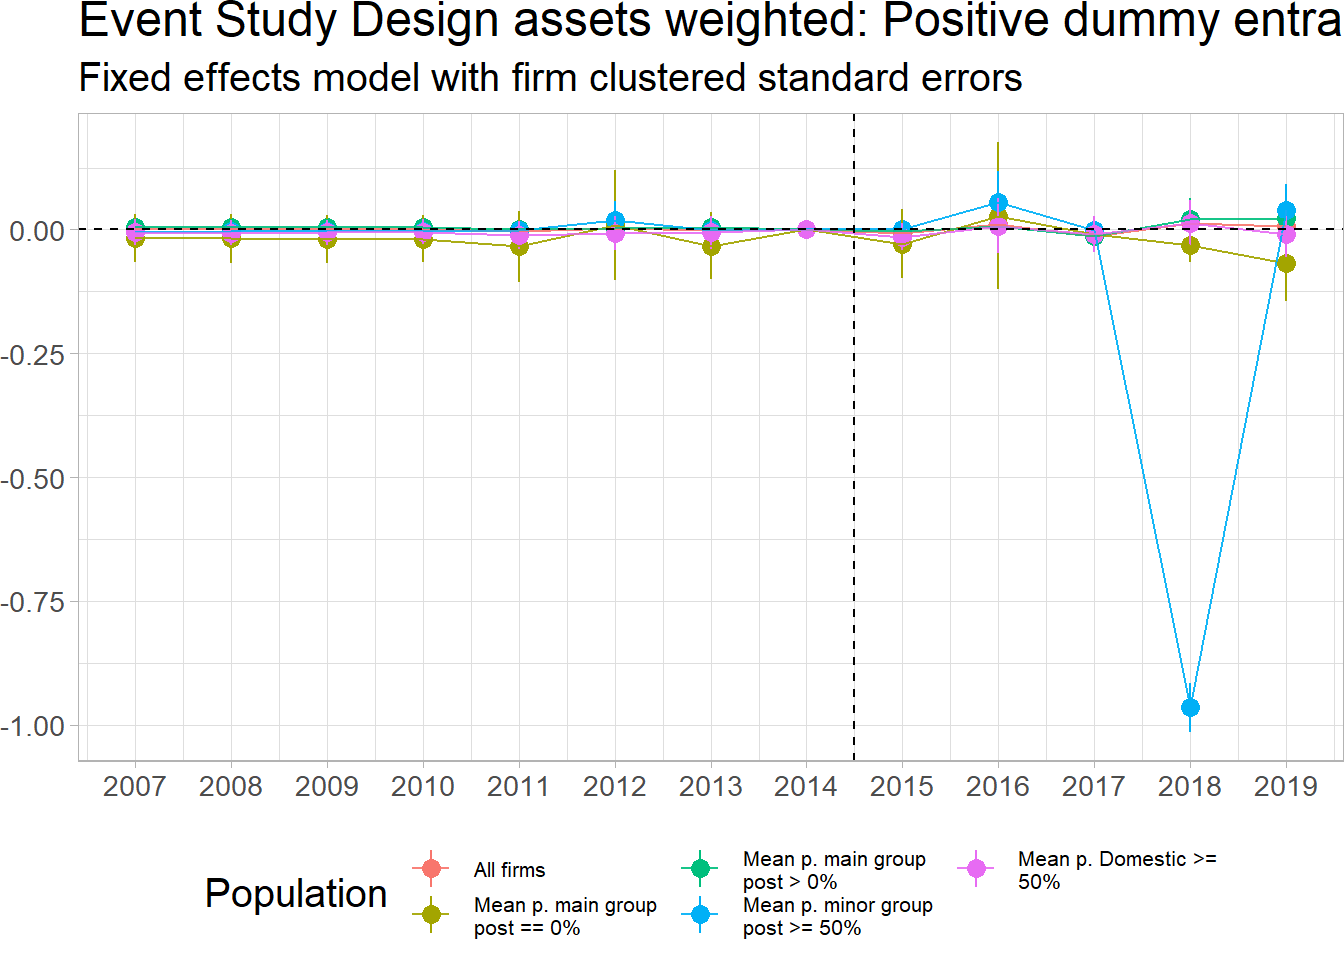 Event Study Design assets weighted: Positive dummy entra
Fixed effects model with firm clustered standard errors
0.00
-0.25
-0.50
-0.75
-1.00
2007 2008 2009 2010 2011 2012 2013 2014 2015 2016 2017 2018 2019
Population
All firms
Mean p. main group
post == 0%
Mean p. main group
post > 0%
Mean p. minor group
post >= 50%
Mean p. Domestic >=
50%